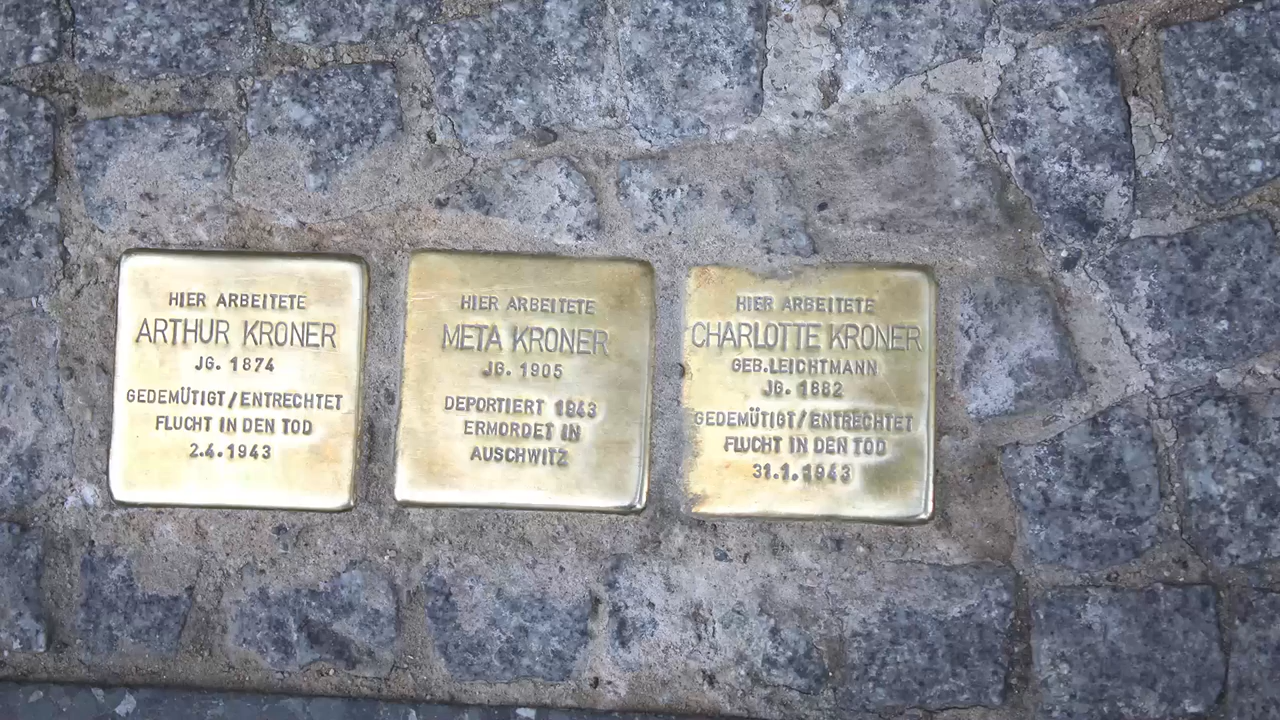 HIER ARBEITETE
ARTHUR KRONER
JG. 1874
GEDEMÜTIGT/ENTRECHTET
FLUCHT IN DEN TOD
2.4.1943
HIER ARBEITETE
META KRONER
JG. 1905
DEPORTIERT 1943
ERMORDET IN
AUSCHWITZ
HIER ARBEITETE
CHARLOTTE KRONER
GEB.LEICHTMANN
JG. 1882
GEDEMÜTIGT/ENTRECHTET
FLUCHT IN DEN TOD
31.1.1943